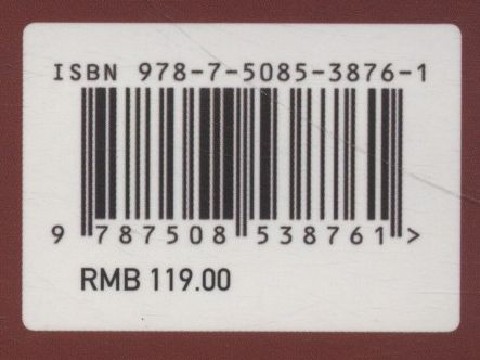 ISBN 978-7-5085-3876-1
9 787508 538761 >
RMB 119.00